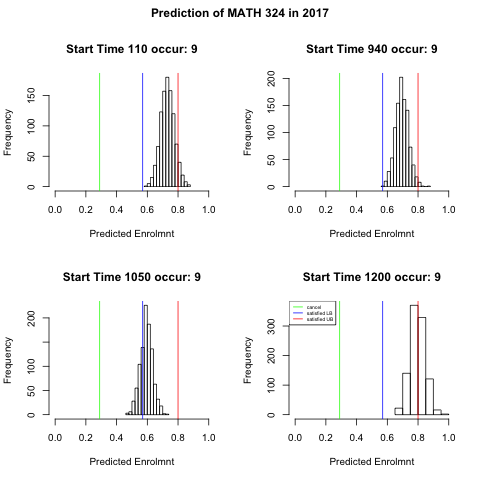 Prediction of MATH 324 in 2017
Start Time 110 occur: 9
Frequency
150
100
50
0
0.0 0.2 0.4 0.6 0.8 1.0
Predicted Enrolmnt
Start Time 940 occur: 9
Frequency
200
150
100
50
0
0.0 0.2 0.4 0.6 0.8 1.0
Predicted Enrolmnt
Start Time 1050 occur: 9
Frequency
200
100
50
0
0.0 0.2 0.4 0.6 0.8 1.0
Predicted Enrolmnt
Start Time 1200 occur: 9
cancel
satisfied LB
satisfied UB
Frequency
300
200
100
0
0.0 0.2 0.4 0.6 0.8 1.0
Predicted Enrolmnt